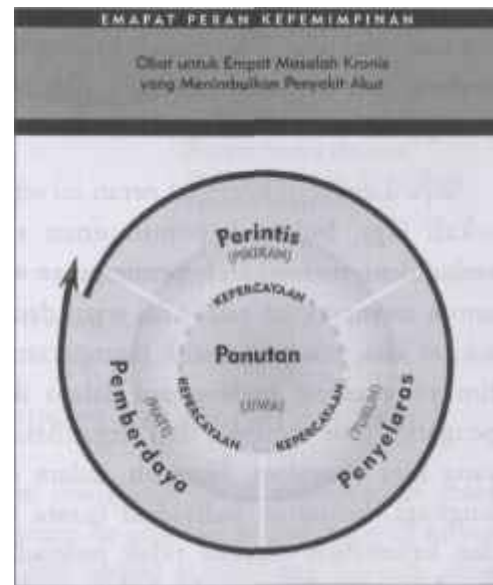 EMAPAT PERAN KEPEMIMPINAN
Obat untuk Empat Masalah Kronis
yang Menimbulkan Penyakit Akut
Perintis
(PIKIRAN)
KEPERCAYAAN
Panutan
(JIWA)
KEPERCAYAAN
KEPERCAYAAN
Pemberdaya
(HATI)
Penyelaras
(TUBUH)